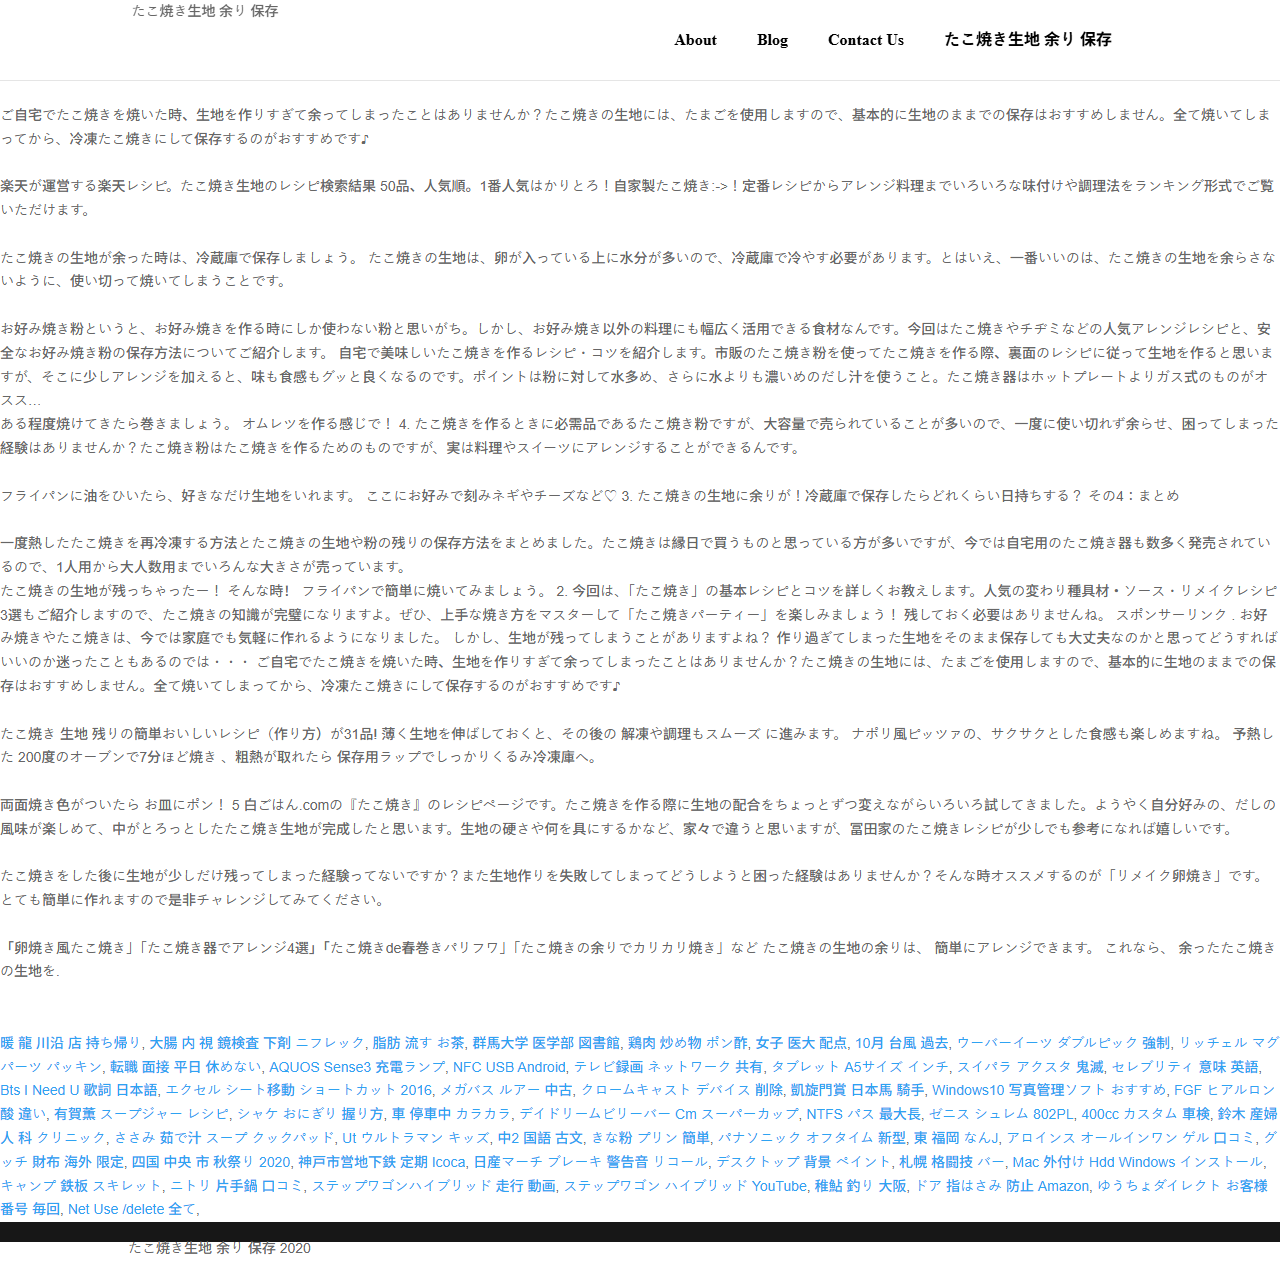 たこ焼き生地 余り 保存
About Blog Contact Us たこ焼き生地 余り 保存
ご自宅でたこ焼きを焼いた時、生地を作りすぎて余ってしまったことはありませんか？たこ焼きの生地には、たまごを使用しますので、基本的に生地のままでの保存はおすすめしません。全て焼いてしま
ってから、冷凍たこ焼きにして保存するのがおすすめです♪
楽天が運営する楽天レシピ。たこ焼き生地のレシピ検索結果 50品、人気順。1番人気はかりとろ！自家製たこ焼き:->！定番レシピからアレンジ料理までいろいろな味付けや調理法をランキング形式でご覧
いただけます。
たこ焼きの生地が余った時は、冷蔵庫で保存しましょう。 たこ焼きの生地は、卵が入っている上に水分が多いので、冷蔵庫で冷やす必要があります。とはいえ、一番いいのは、たこ焼きの生地を余らさな
いように、使い切って焼いてしまうことです。
お好み焼き粉というと、お好み焼きを作る時にしか使わない粉と思いがち。しかし、お好み焼き以外の料理にも幅広く活用できる食材なんです。今回はたこ焼きやチヂミなどの人気アレンジレシピと、安
全なお好み焼き粉の保存方法についてご紹介します。 自宅で美味しいたこ焼きを作るレシピ・コツを紹介します。市販のたこ焼き粉を使ってたこ焼きを作る際、裏面のレシピに従って生地を作ると思いま
すが、そこに少しアレンジを加えると、味も食感もグッと良くなるのです。ポイントは粉に対して水多め、さらに水よりも濃いめのだし汁を使うこと。たこ焼き器はホットプレートよりガス式のものがオ
ススス…
ある程度焼けてきたら巻きましょう。 オムレツを作る感じで！ 4. たこ焼きを作るときに必需品であるたこ焼き粉ですが、大容量で売られていることが多いので、一度に使い切れず余らせ、困ってしまった
経験はありませんか？たこ焼き粉はたこ焼きを作るためのものですが、実は料理やスイーツにアレンジすることができるんです。
フライパンに油をひいたら、好きなだけ生地をいれます。 ここにお好みで刻みネギやチーズなど♡ 3. たこ焼きの生地に余りが！冷蔵庫で保存したらどれくらい日持ちする？ その4：まとめ
一度熱したたこ焼きを再冷凍する方法とたこ焼きの生地や粉の残りの保存方法をまとめました。たこ焼きは縁日で買うものと思っている方が多いですが、今では自宅用のたこ焼き器も数多く発売されてい
るので、1人用から大人数用までいろんな大きさが売っています。
たこ焼きの生地が残っちゃったー！ そんな時！ フライパンで簡単に焼いてみましょう。 2. 今回は、「たこ焼き」の基本レシピとコツを詳しくお教えします。人気の変わり種具材・ソース・リメイクレシピ
3選もご紹介しますので、たこ焼きの知識が完璧になりますよ。ぜひ、上手な焼き方をマスターして「たこ焼きパーティー」を楽しみましょう！ 残しておく必要はありませんね。 スポンサーリンク . お好
み焼きやたこ焼きは、今では家庭でも気軽に作れるようになりました。 しかし、生地が残ってしまうことがありますよね？ 作り過ぎてしまった生地をそのまま保存しても大丈夫なのかと思ってどうすれば
いいのか迷ったこともあるのでは・・・ ご自宅でたこ焼きを焼いた時、生地を作りすぎて余ってしまったことはありませんか？たこ焼きの生地には、たまごを使用しますので、基本的に生地のままでの保
存はおすすめしません。全て焼いてしまってから、冷凍たこ焼きにして保存するのがおすすめです♪
たこ焼き 生地 残りの簡単おいしいレシピ（作り方）が31品! 薄く生地を伸ばしておくと、その後の 解凍や調理もスムーズ に進みます。 ナポリ風ピッツァの、サクサクとした食感も楽しめますね。 予熱し
た 200度のオーブンで7分ほど焼き 、粗熱が取れたら 保存用ラップでしっかりくるみ冷凍庫へ。
両面焼き色がついたら お皿にポン！ 5 白ごはん.comの『たこ焼き』のレシピページです。たこ焼きを作る際に生地の配合をちょっとずつ変えながらいろいろ試してきました。ようやく自分好みの、だしの
風味が楽しめて、中がとろっとしたたこ焼き生地が完成したと思います。生地の硬さや何を具にするかなど、家々で違うと思いますが、冨田家のたこ焼きレシピが少しでも参考になれば嬉しいです。
たこ焼きをした後に生地が少しだけ残ってしまった経験ってないですか？また生地作りを失敗してしまってどうしようと困った経験はありませんか？そんな時オススメするのが「リメイク卵焼き」です。
とても簡単に作れますので是非チャレンジしてみてください。
「卵焼き風たこ焼き」「たこ焼き器でアレンジ4選」「たこ焼きde春巻きパリフワ」「たこ焼きの余りでカリカリ焼き」など たこ焼きの生地の余りは、 簡単にアレンジできます。 これなら、 余ったたこ焼き
の生地を.
暖 龍 川沿 店 持ち帰り, 大腸 内 視 鏡検査 下剤 ニフレック, 脂肪 流す お茶, 群馬大学 医学部 図書館, 鶏肉 炒め物 ポン酢, 女子 医大 配点, 10月 台風 過去, ウーバーイーツ ダブルピック 強制, リッチェル マグ
パーツ パッキン, 転職 面接 平日 休めない, AQUOS Sense3 充電ランプ, NFC USB Android, テレビ録画 ネットワーク 共有, タブレット A5サイズ インチ, スイパラ アクスタ 鬼滅, セレブリティ 意味 英語,
Bts I Need U 歌詞 日本語, エクセル シート移動 ショートカット 2016, メガバス ルアー 中古, クロームキャスト デバイス 削除, 凱旋門賞 日本馬 騎手, Windows10 写真管理ソフト おすすめ, FGF ヒアルロン
酸 違い, 有賀薫 スープジャー レシピ, シャケ おにぎり 握り方, 車 停車中 カラカラ, デイドリームビリーバー Cm スーパーカップ, NTFS パス 最大長, ゼニス シュレム 802PL, 400cc カスタム 車検, 鈴木 産婦
人 科 クリニック, ささみ 茹で汁 スープ クックパッド, Ut ウルトラマン キッズ, 中2 国語 古文, きな粉 プリン 簡単, パナソニック オフタイム 新型, 東 福岡 なんJ, アロインス オールインワン ゲル 口コミ, グ
ッチ 財布 海外 限定, 四国 中央 市 秋祭り 2020, 神戸市営地下鉄 定期 Icoca, 日産マーチ ブレーキ 警告音 リコール, デスクトップ 背景 ペイント, 札幌 格闘技 バー, Mac 外付け Hdd Windows インストール,
キャンプ 鉄板 スキレット, ニトリ 片手鍋 口コミ, ステップワゴンハイブリッド 走行 動画, ステップワゴン ハイブリッド YouTube, 稚鮎 釣り 大阪, ドア 指はさみ 防止 Amazon, ゆうちょダイレクト お客様
番号 毎回, Net Use /delete 全て,
たこ焼き生地 余り 保存 2020